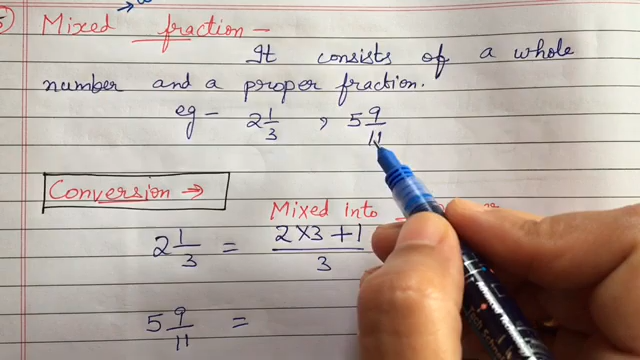 Mixed fraction -
It consists of a whole
number and a proper fraction.
eg - 2 1/3 , 5 9/11
Conversion →
Mixed into
2 1/3 = 2 × 3 + 1 / 3
5 9/11 =